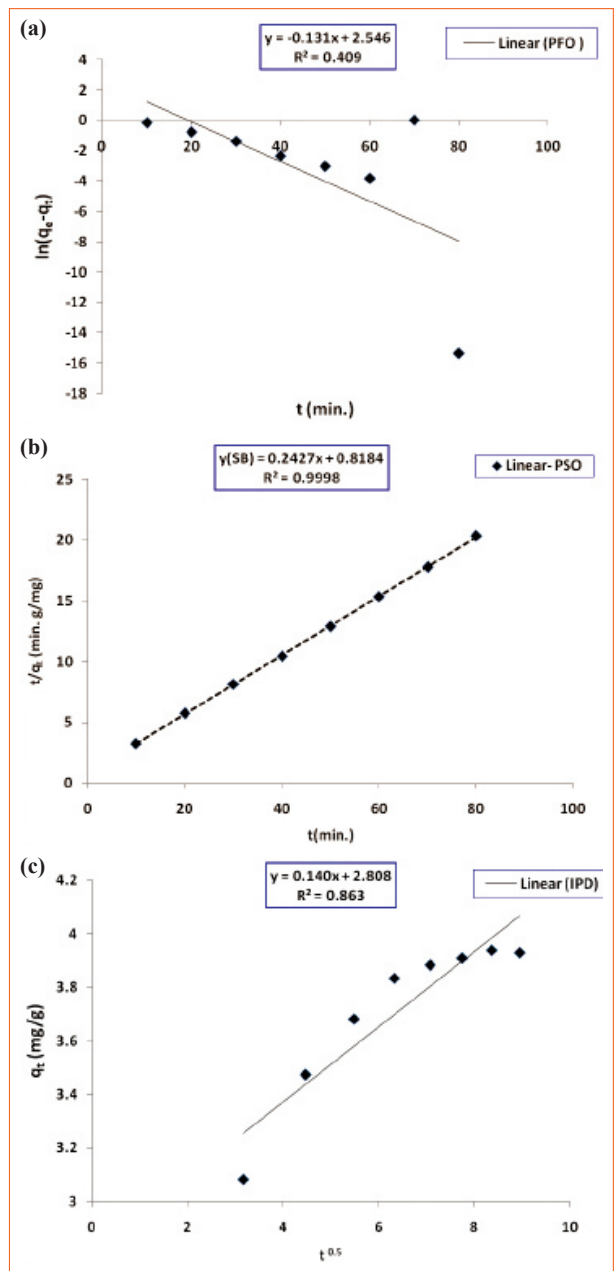 (a)
y = -0.131x + 2.546
R² = 0.409
Linear (PFO )
4
2
0
-2
-4
-6
-8
-10
-12
-14
-16
-18
0
20
40
60
80
100
ln(qₑ-qₜ)
t (min.)
(b)
y(SB) = 0.2427x + 0.8184
R² = 0.9998
Linear- PSO
25
20
15
10
5
0
0
20
40
60
80
100
t/qₜ (min. g/mg)
t(min.)
(c)
y = 0.140x + 2.808
R² = 0.863
Linear (IPD)
4.2
4
3.8
3.6
3.4
3.2
3
0
2
4
6
8
10
qₜ (mg/g)
t^0.5